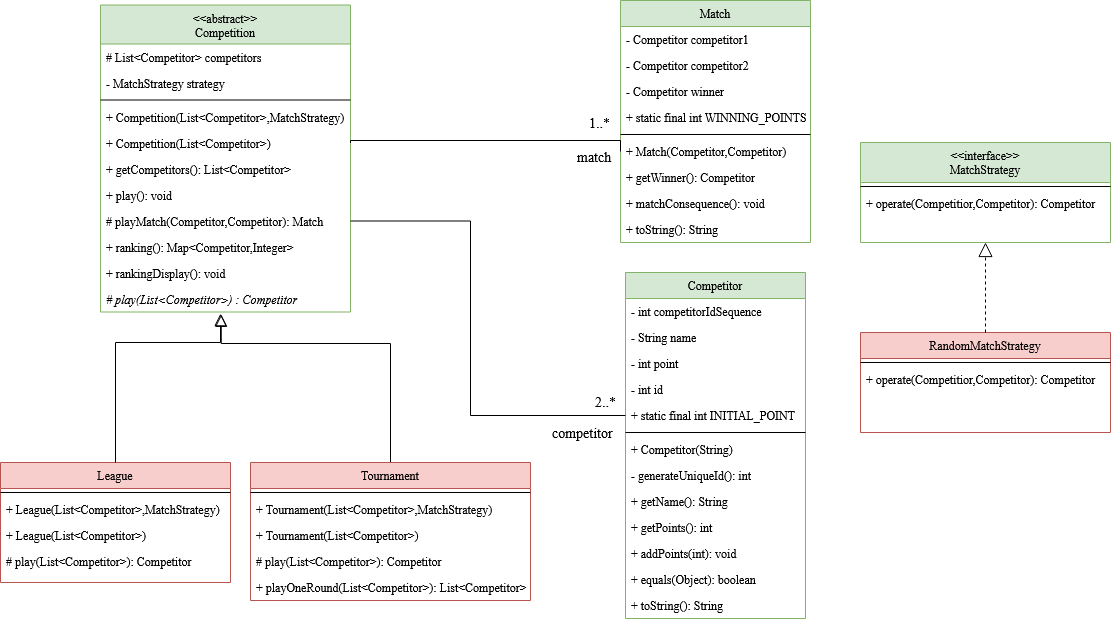 <<abstract>>
Competition
# List<Competitor> competitors
- MatchStrategy strategy
+ Competition(List<Competitor>,MatchStrategy)
+ Competition(List<Competitor>)
+ getCompetitors(): List<Competitor>
+ play(): void
# playMatch(Competitor,Competitor): Match
+ ranking(): Map<Competitor,Integer>
+ rankingDisplay(): void
# play(List<Competitor>) : Competitor
1..*
match
Match
- Competitor competitor1
- Competitor competitor2
- Competitor winner
+ static final int WINNING_POINTS
+ Match(Competitor,Competitor)
+ getWinner(): Competitor
+ matchConsequence(): void
+ toString(): String
<<interface>>
MatchStrategy
+ operate(Competitior,Competitor): Competitor
2..*
competitor
Competitor
- int competitorIdSequence
- String name
- int point
- int id
+ static final int INITIAL_POINT
+ Competitor(String)
- generateUniqueId(): int
+ getName(): String
+ getPoints(): int
+ addPoints(int): void
+ equals(Object): boolean
+ toString(): String
RandomMatchStrategy
+ operate(Competitior,Competitor): Competitor
League
+ League(List<Competitor>,MatchStrategy)
+ League(List<Competitor>)
# play(List<Competitor>): Competitor
Tournament
+ Tournament(List<Competitor>,MatchStrategy)
+ Tournament(List<Competitor>)
# play(List<Competitor>): Competitor
+ playOneRound(List<Competitor>): List<Competitor>